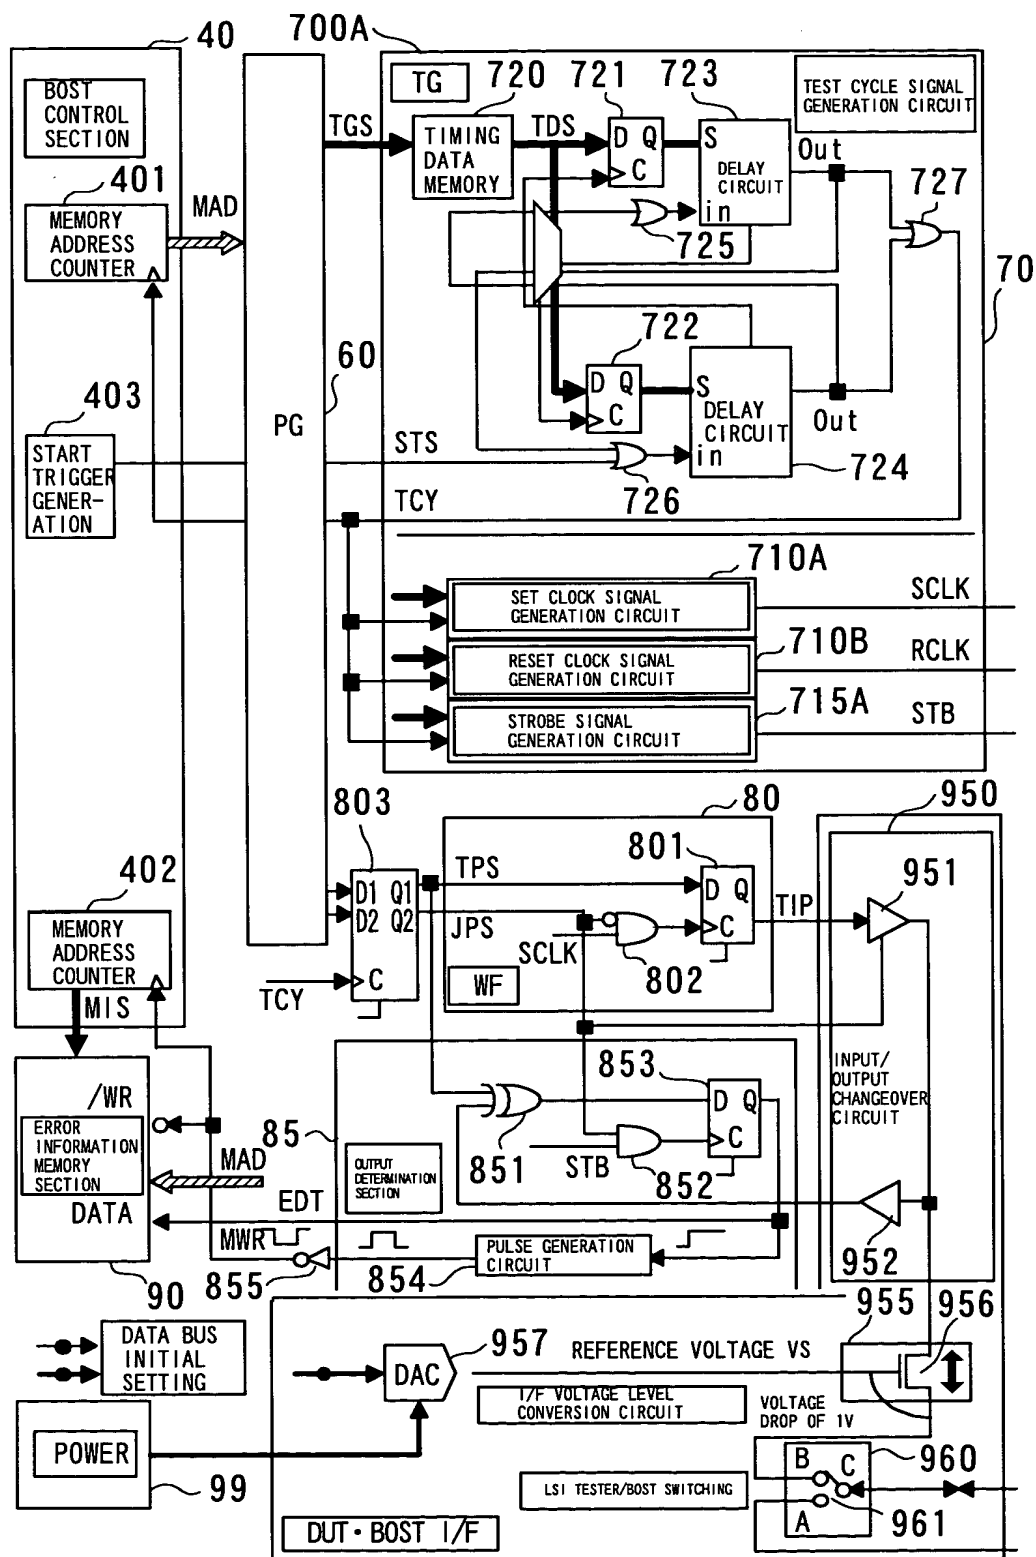 40
700A
BOST
CONTROL
SECTION
TG
720
721
723
TEST CYCLE SIGNAL
GENERATION CIRCUIT
TGS
TIMING
DATA
MEMORY
TDS
D Q
C
S
DELAY
CIRCUIT
in
Out
727
401
MAD
MEMORY
ADDRESS
COUNTER
725
70
722
60
403
PG
D Q
C
S
DELAY
CIRCUIT
in
Out
START
TRIGGER
GENER-
ATION
STS
726
724
TCY
710A
SET CLOCK SIGNAL
GENERATION CIRCUIT
SCLK
710B
RESET CLOCK SIGNAL
GENERATION CIRCUIT
RCLK
715A
STROBE SIGNAL
GENERATION CIRCUIT
STB
803
80
950
402
D1 Q1
D2 Q2
C
TPS
801
D Q
C
951
TIP
JPS
SCLK
802
WF
MEMORY
ADDRESS
COUNTER
TCY
MIS
853
INPUT/
OUTPUT
CHANGEOVER
CIRCUIT
/WR
D Q
C
85
851
ERROR
INFORMATION
MEMORY
SECTION
MAD
OUTPUT
DETERMINATION
SECTION
STB
852
DATA
EDT
MWR
PULSE GENERATION
CIRCUIT
952
90
855
854
955
956
DATA BUS
INITIAL
SETTING
DAC
957
REFERENCE VOLTAGE VS
I/F VOLTAGE LEVEL
CONVERSION CIRCUIT
VOLTAGE
DROP OF 1V
POWER
960
B
C
LSI TESTER/BOST SWITCHING
99
A
961
DUT・BOST I/F